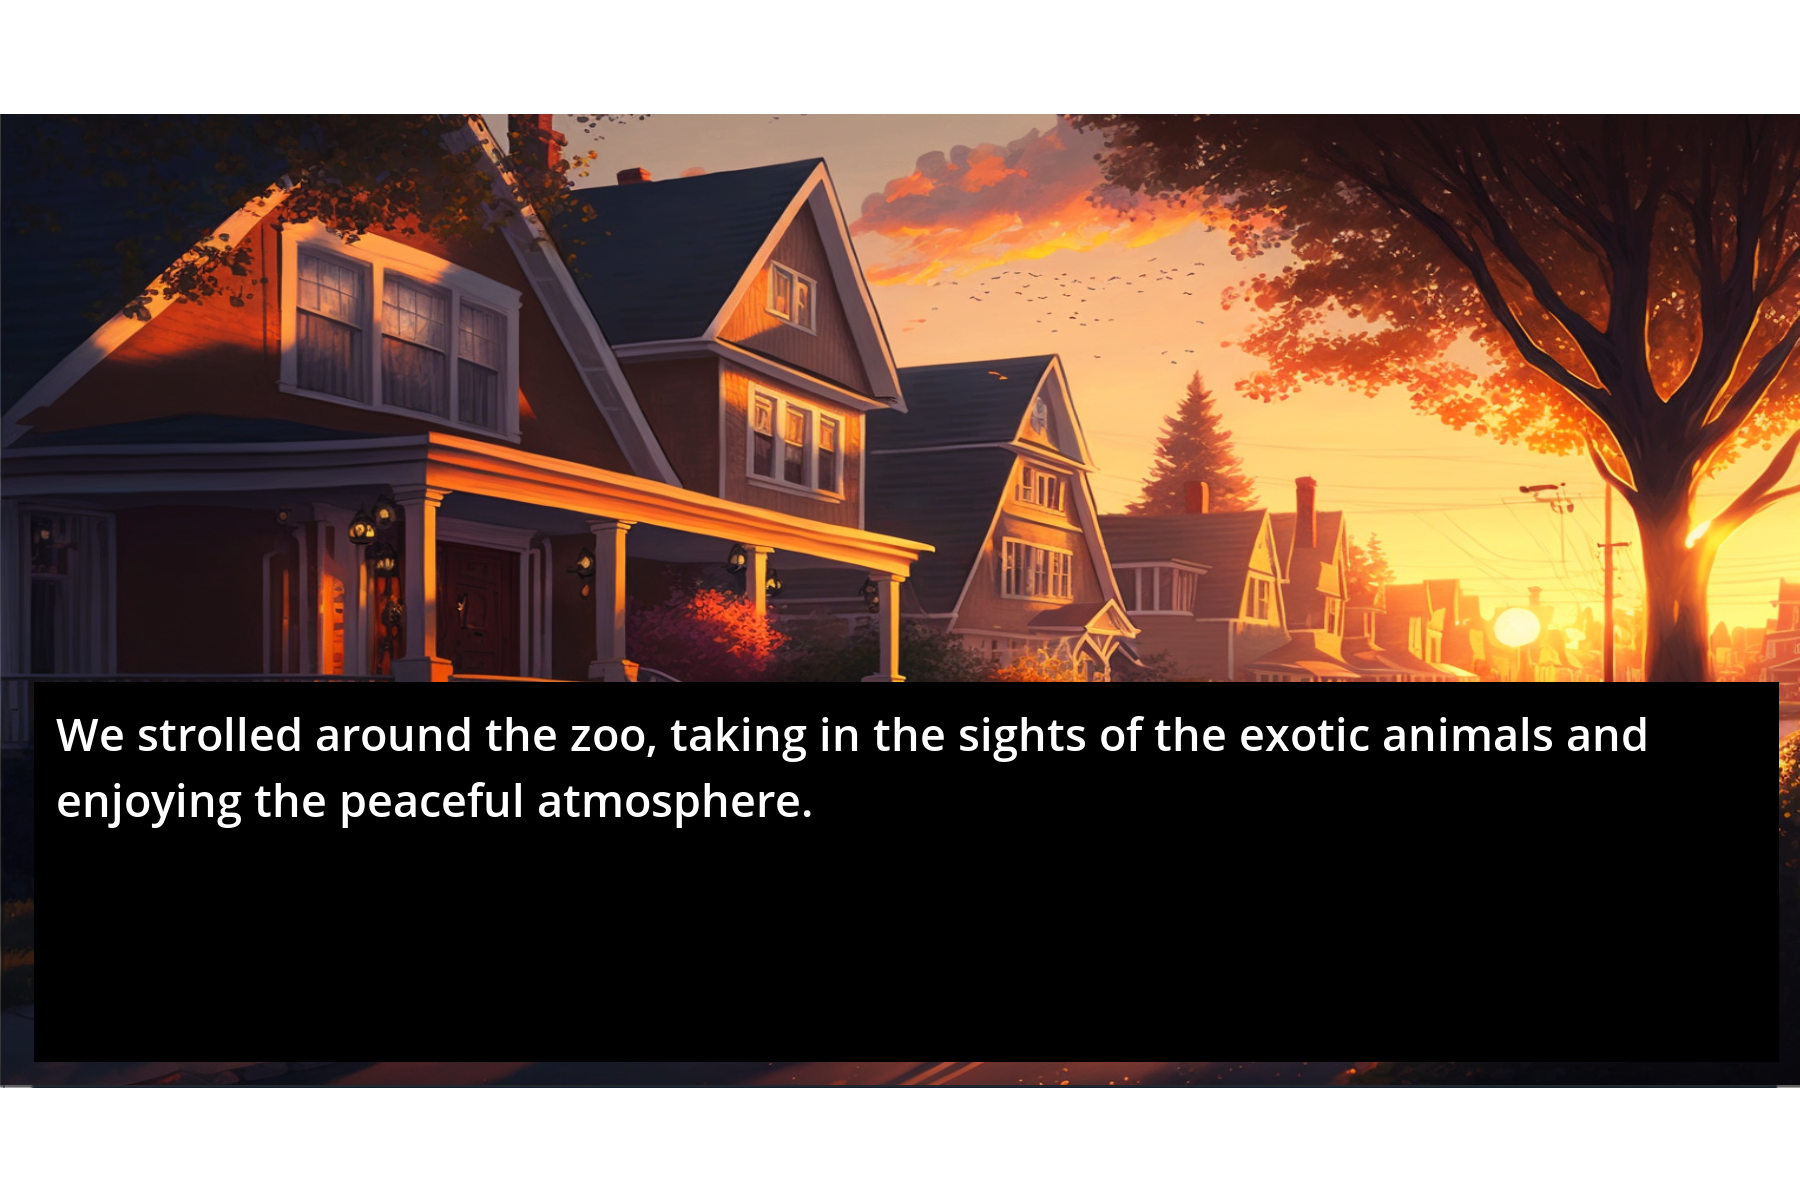 We strolled around the zoo, taking in the sights of the exotic animals and
enjoying the peaceful atmosphere.